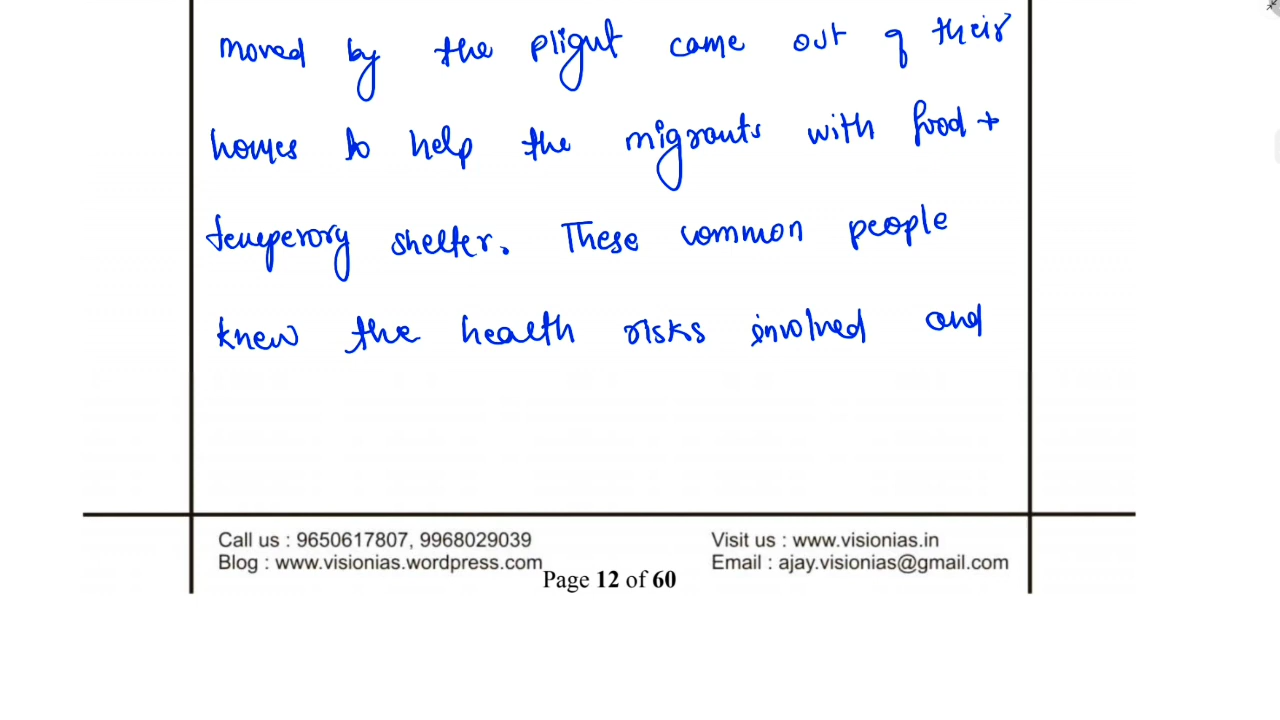 moved by the plight came out of their
homes to help the migrants with food +
temperory shelter. These common people
knew the health risks involved and
Call us : 9650617807, 9968029039
Visit us : www.visionias.in
Blog : www.visionias.wordpress.com
Email : ajay.visionias@gmail.com
Page 12 of 60